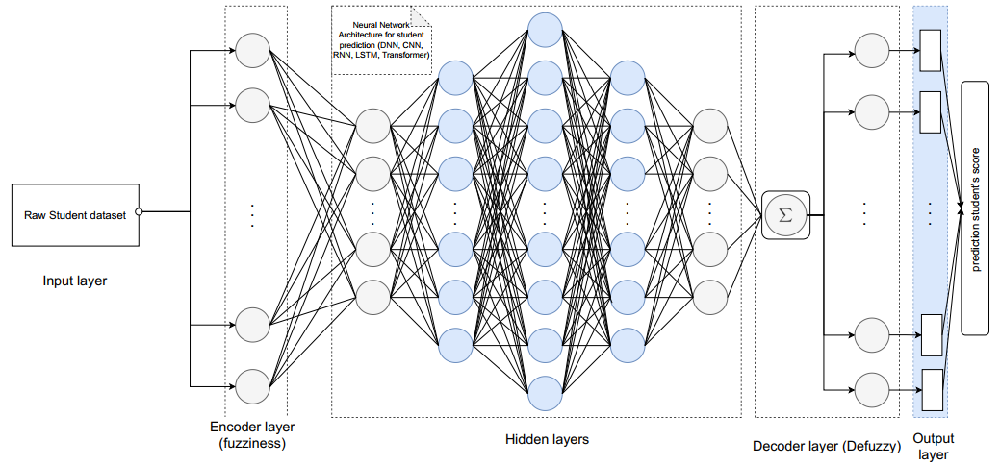 Neural Network
Architecture for student
prediction (DNN, CNN,
RNN, LSTM, Transformer)
Raw Student dataset
Input layer
Encoder layer
(fuzziness)
Hidden layers
Σ
Decoder layer (Defuzzy)
Output
layer
prediction student's score